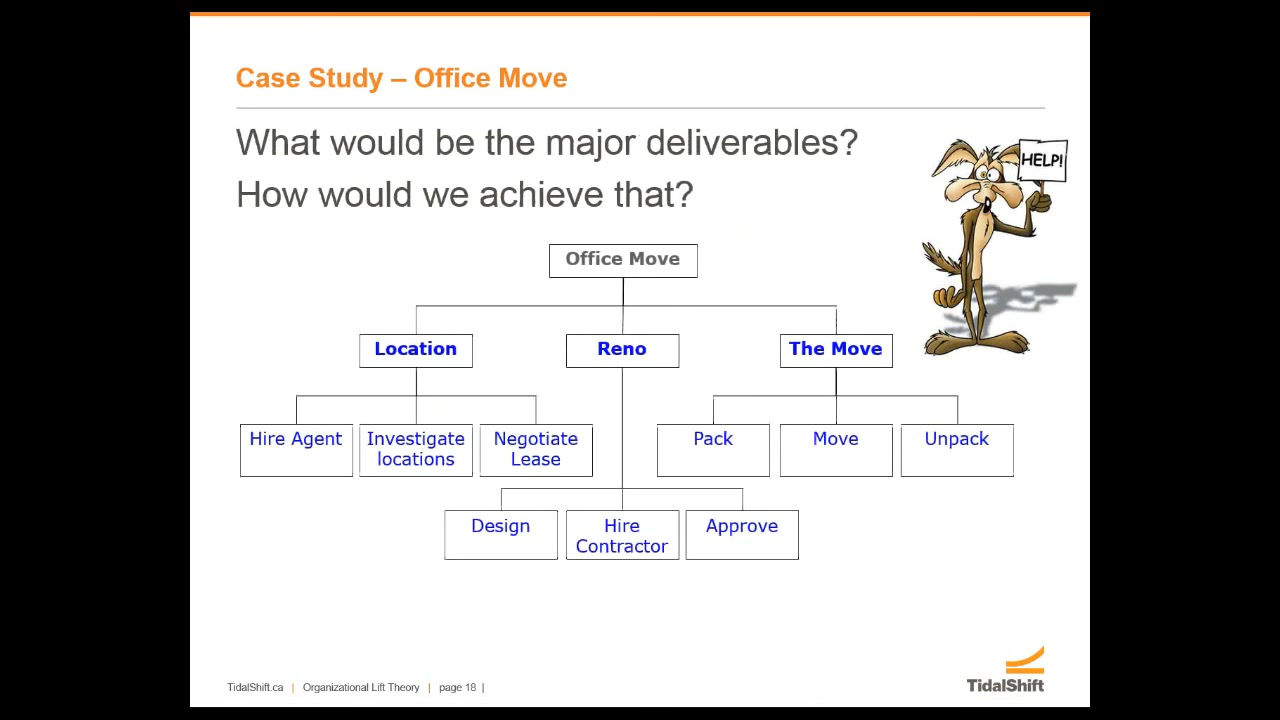 Case Study – Office Move
What would be the major deliverables?
How would we achieve that?
HELP!
Office Move
Location
Reno
The Move
Hire Agent
Investigate
locations
Negotiate
Lease
Pack
Move
Unpack
Design
Hire
Contractor
Approve
TidalShift.ca | Organizational Lift Theory | page 18 |
TidalShift